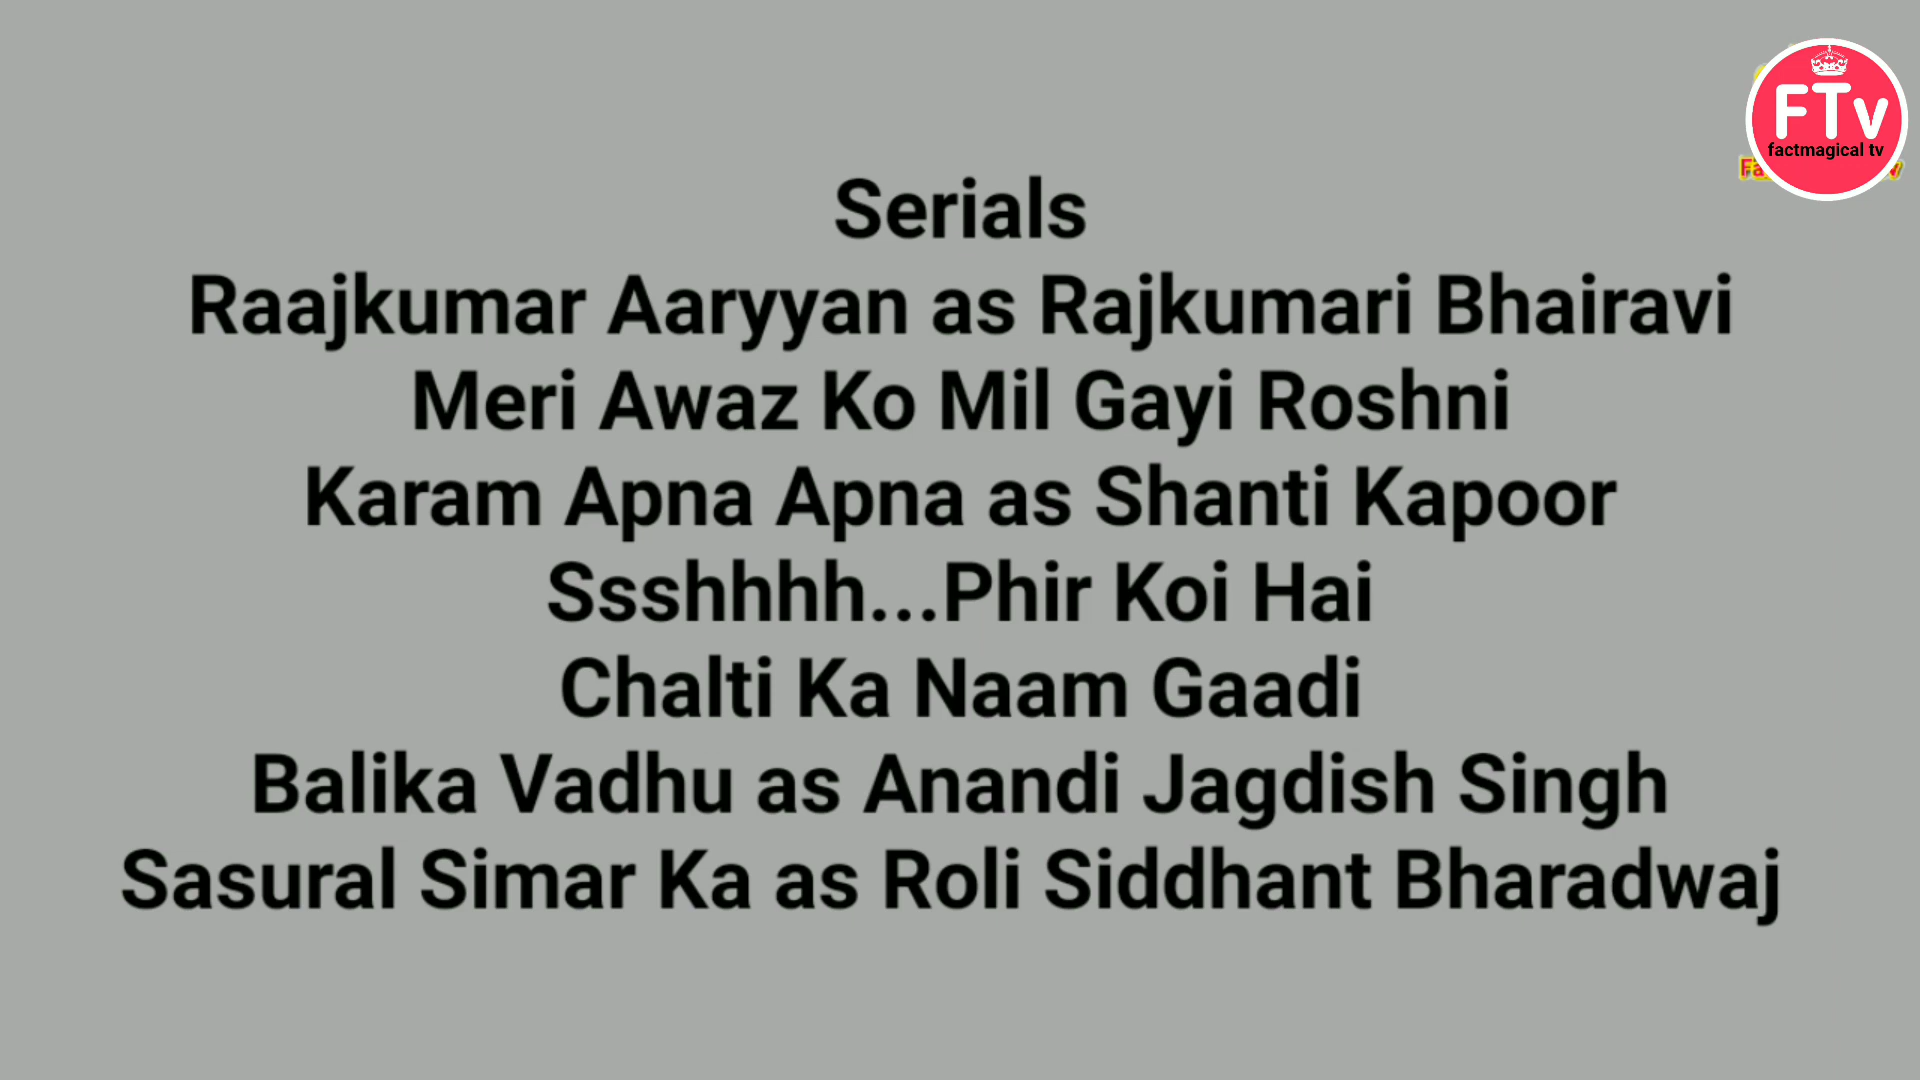 FTv
factmagical tv
Serials
Raajkumar Aaryyan as Rajkumari Bhairavi
Meri Awaz Ko Mil Gayi Roshni
Karam Apna Apna as Shanti Kapoor
Ssshhhh...Phir Koi Hai
Chalti Ka Naam Gaadi
Balika Vadhu as Anandi Jagdish Singh
Sasural Simar Ka as Roli Siddhant Bharadwaj